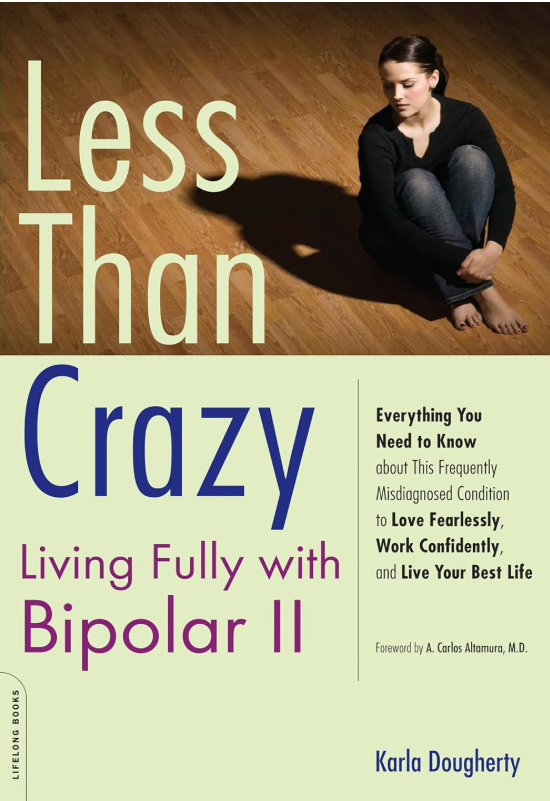 Less
Than
Crazy
Living Fully with
Bipolar II
Everything You
Need to Know
about This Frequently
Misdiagnosed Condition
to Love Fearlessly,
Work Confidently,
and Live Your Best Life
Foreword by A. Carlos Altamura, M.D.
Karla Dougherty
LIFELONG BOOKS